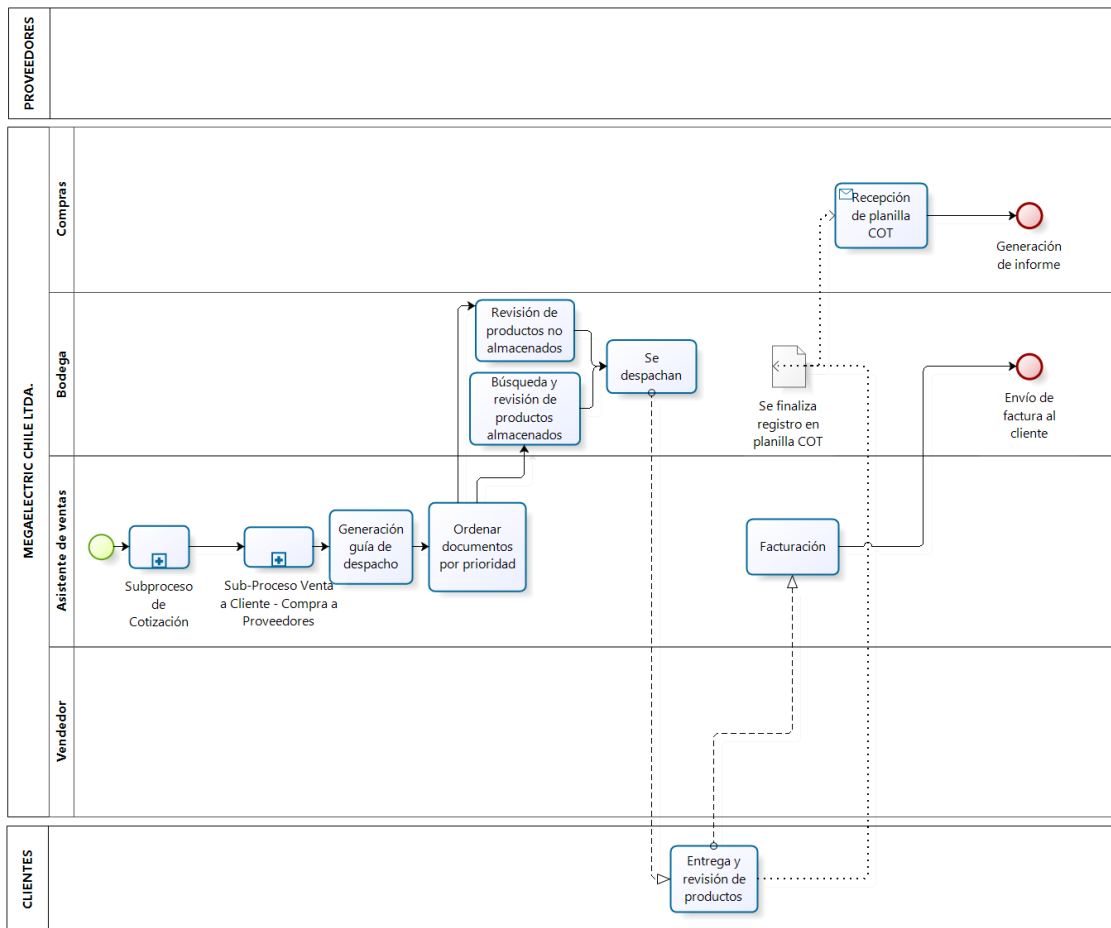 PROVEEDORES
MEGAELECTRIC CHILE LTDA.
Compras
Recepción
de planilla
COT
Generación
de informe
Bodega
Revisión de
productos no
almacenados
Búsqueda y
revisión de
productos
almacenados
Se
despachan
Se finaliza
registro en
planilla COT
Envío de
factura al
cliente
Asistente de ventas
Subproceso
de
Cotización
Sub-Proceso Venta
a Cliente - Compra a
Proveedores
Generación
guía de
despacho
Ordenar
documentos
por prioridad
Facturación
Vendedor
CLIENTES
Entrega y
revisión de
productos